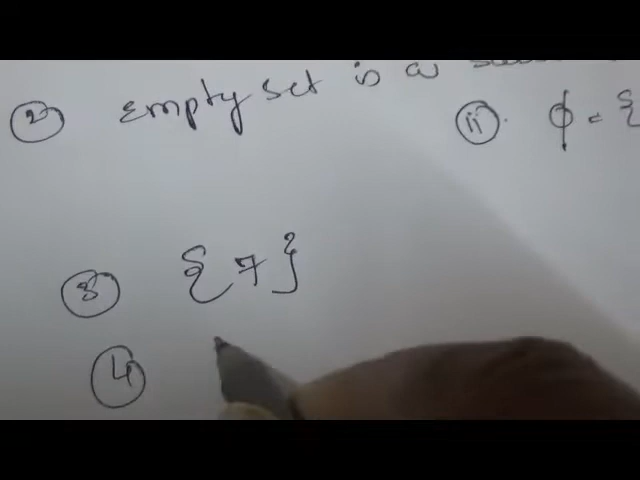 ② Empty set is a
ii. ϕ = {
③ {7}
④